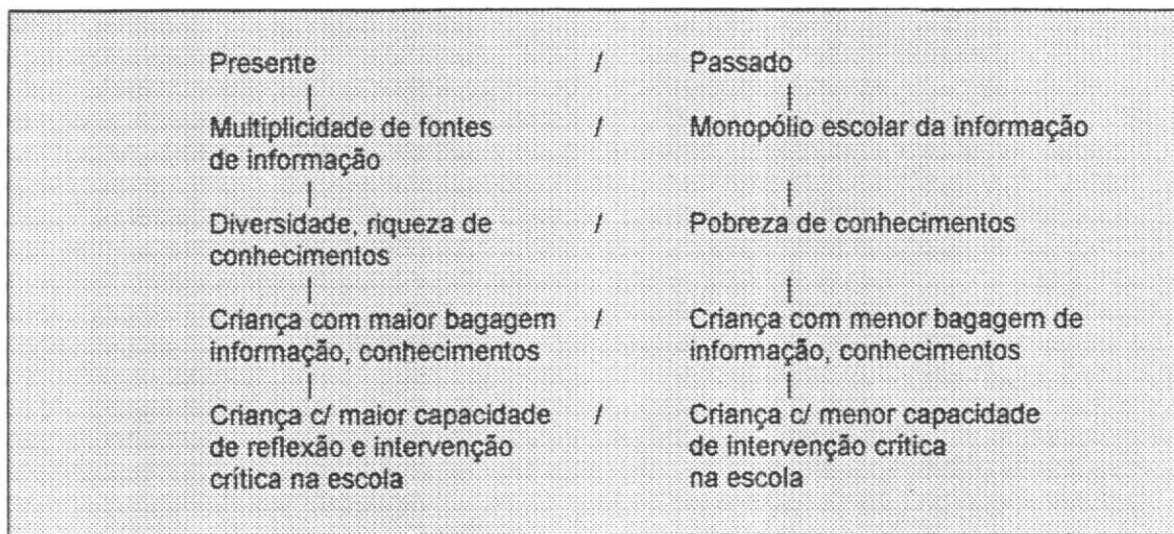 Presente / Passado
Multiplicidade de fontes / Monopólio escolar da informação
de informação
Diversidade, riqueza de / Pobreza de conhecimentos
conhecimentos
Criança com maior bagagem / Criança com menor bagagem de
informação, conhecimentos informação, conhecimentos
Criança c/ maior capacidade / Criança c/ menor capacidade
de reflexão e intervenção de intervenção crítica
crítica na escola na escola